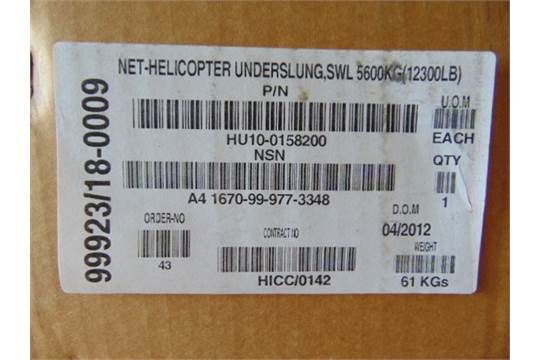 99923/18-0009
NET-HELICOPTER UNDERSLUNG,SWL 5600KG(12300LB)
P/N
HU10-0158200
NSN
A4 1670-99-977-3348
U.O.M
EACH
QTY
1
ORDER-NO
43
CONTRACT NO
HICC/0142
D.O.M
04/2012
WEIGHT
61 KGs